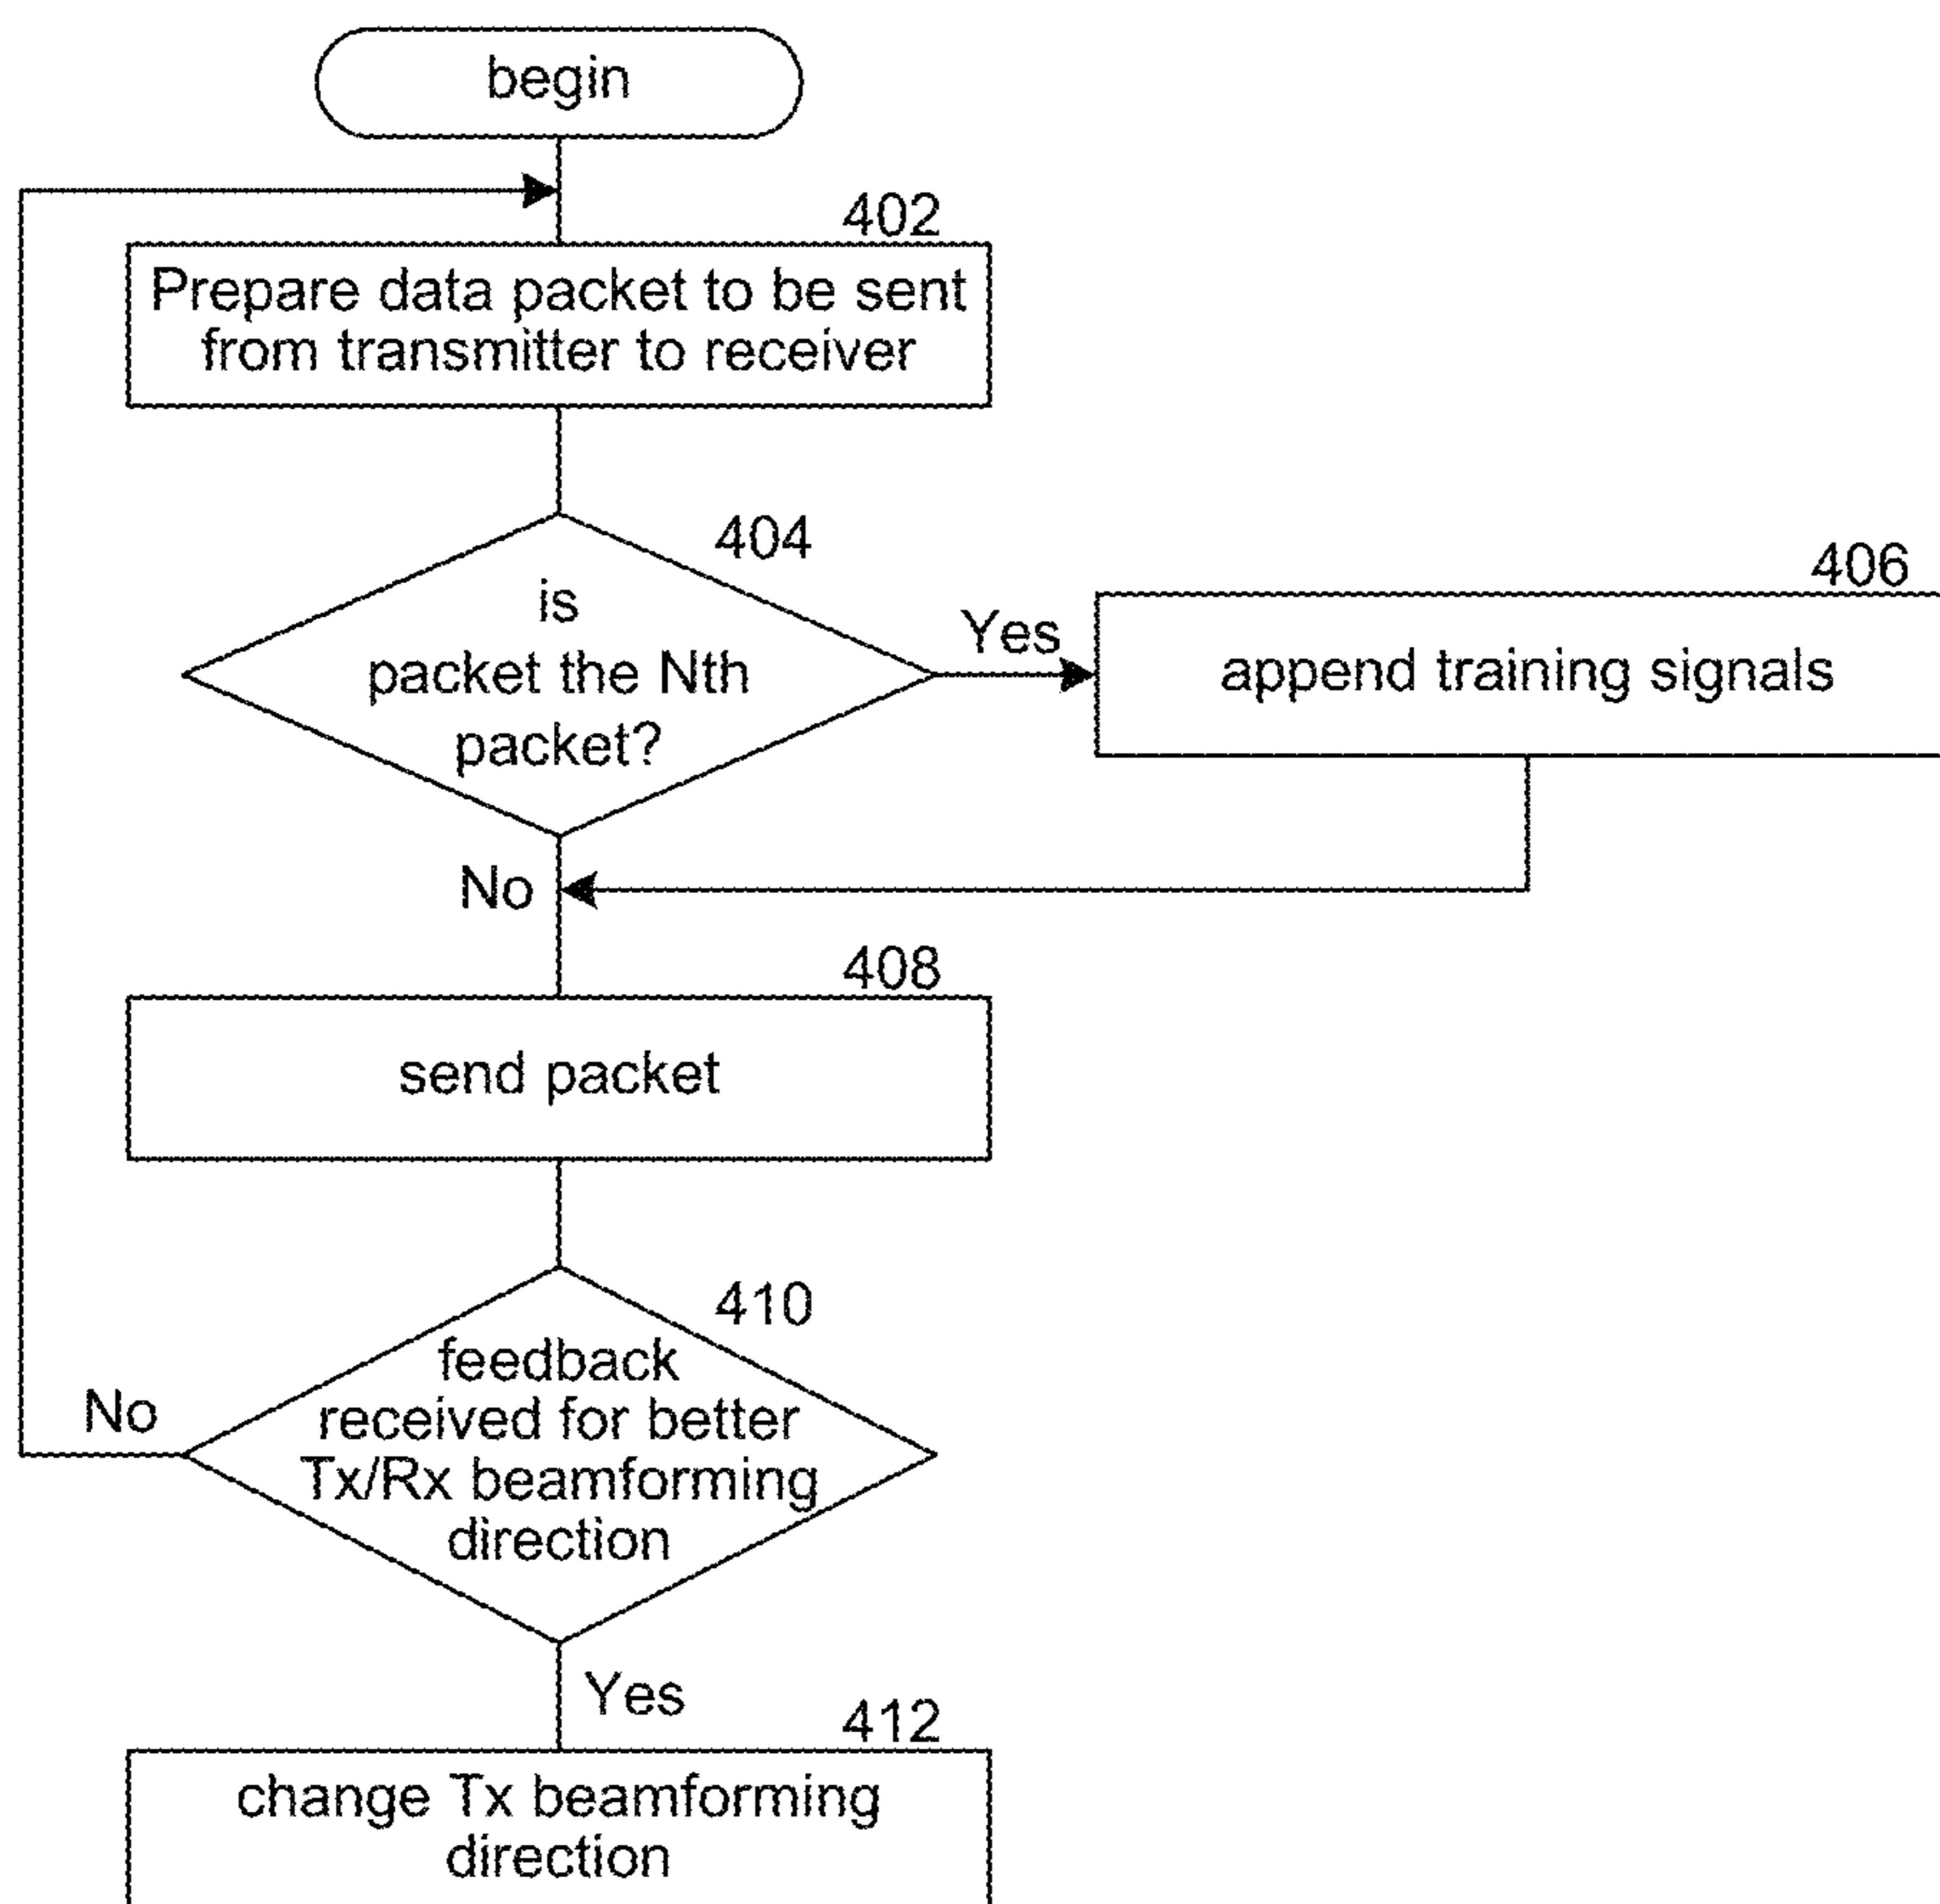 begin
402
Prepare data packet to be sent
from transmitter to receiver
404
is
packet the Nth
packet?
Yes
406
append training signals
No
408
send packet
410
feedback
received for better
Tx/Rx beamforming
direction
No
Yes
412
change Tx beamforming
direction